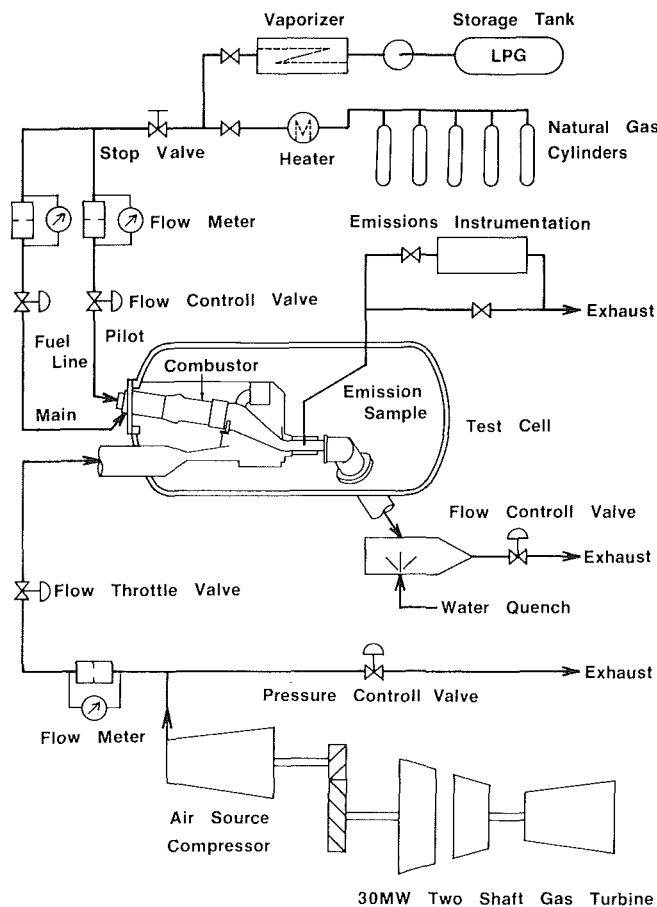 Vaporizer
Storage Tank
LPG
Stop Valve
Heater
Natural Gas
Cylinders
Flow Meter
Emissions Instrumentation
Flow Controll Valve
Exhaust
Fuel
Line
Pilot
Combustor
Main
Emission
Sample
Test Cell
Flow Controll Valve
Exhaust
Flow Throttle Valve
Water Quench
Exhaust
Pressure Controll Valve
Flow Meter
Air Source
Compressor
30MW Two Shaft Gas Turbine